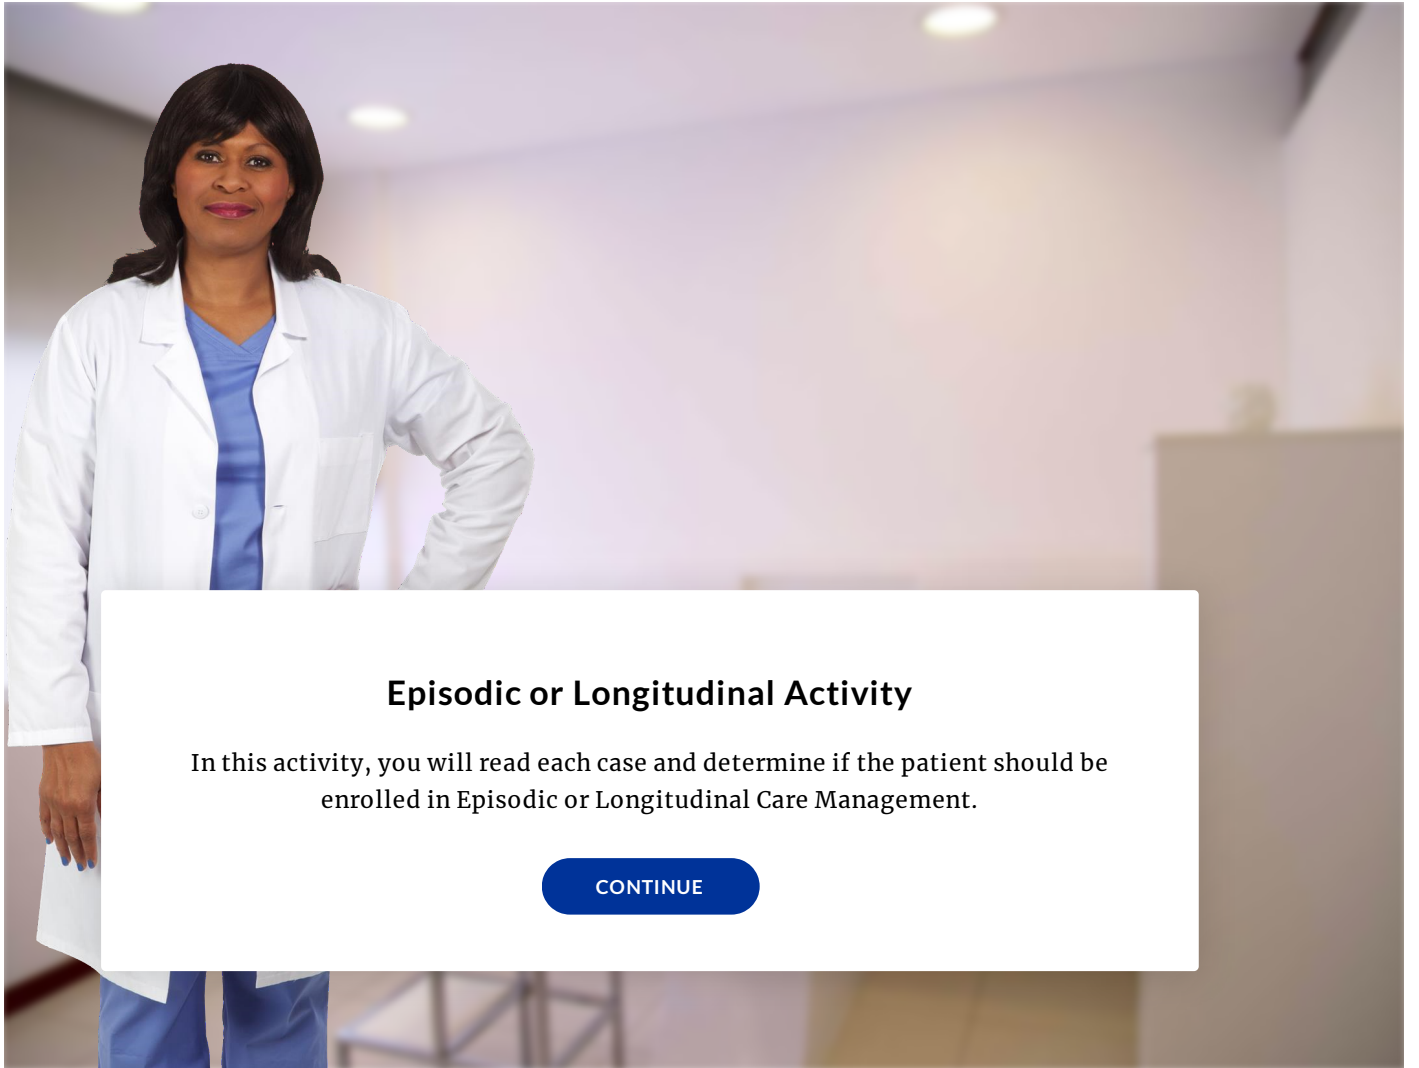 Episodic or Longitudinal Activity
In this activity, you will read each case and determine if the patient should be
enrolled in Episodic or Longitudinal Care Management.
CONTINUE